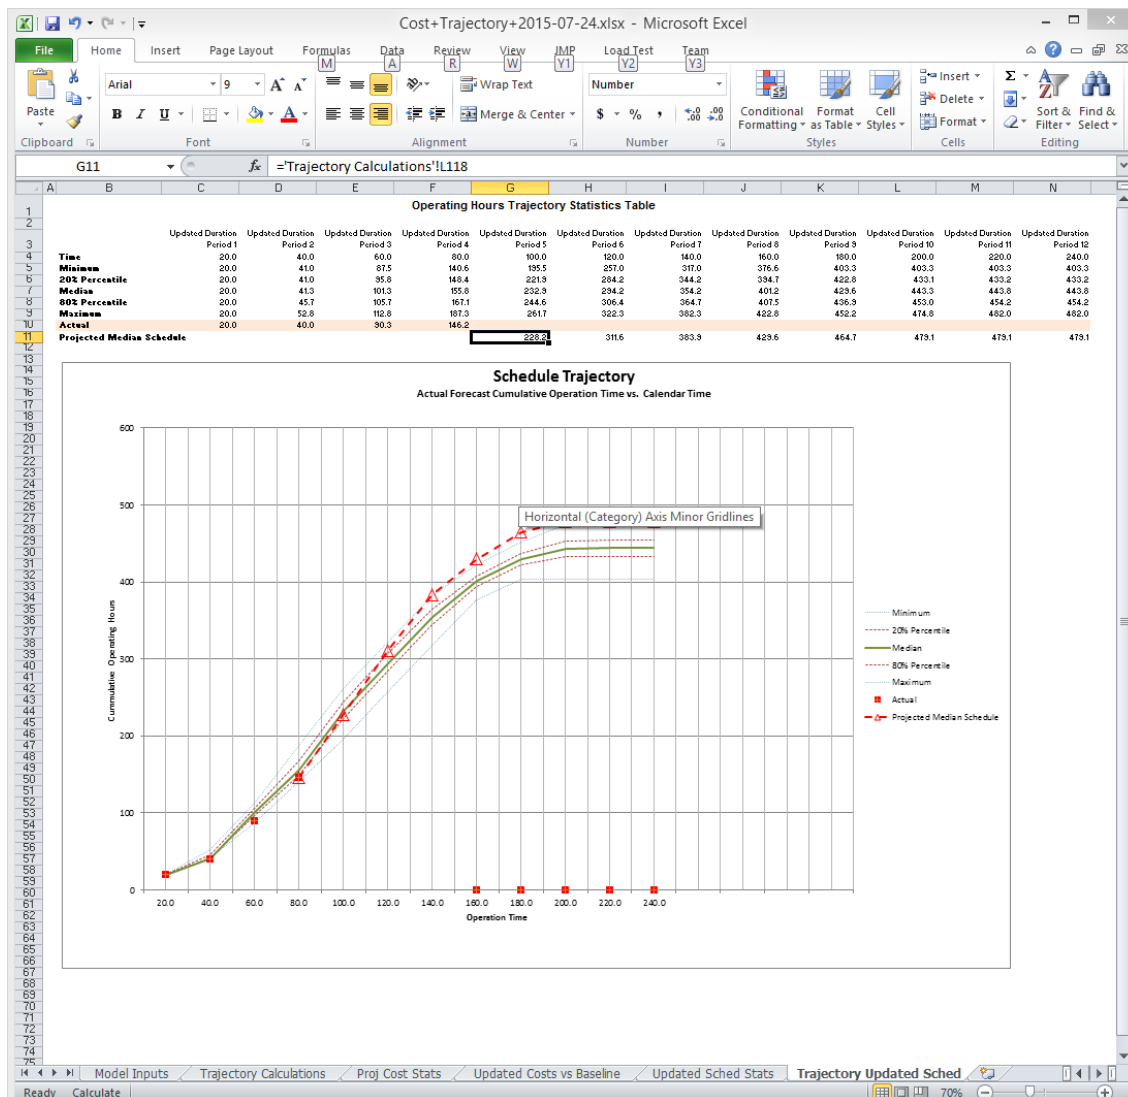 Cost+Trajectory+2015-07-24.xlsx - Microsoft Excel
File Home Insert Page Layout Formulas Data Review View JMP Load Test Team
M A R W Y1 Y2 Y3
Paste
Arial 9
Wrap Text
Number
B I U
Merge & Center
$ % ,
Conditional Formatting
Format as Table
Cell Styles
Insert
Delete
Format
Σ
Sort & Filter
Find & Select
Clipboard Font Alignment Number Styles Cells Editing
G11 fx ='Trajectory Calculations'!L118
A B C D E F G H I J K L M N
Operating Hours Trajectory Statistics Table
Updated Duration Updated Duration Updated Duration Updated Duration Updated Duration Updated Duration Updated Duration Updated Duration Updated Duration Updated Duration Updated Duration Updated Duration
Period 1 Period 2 Period 3 Period 4 Period 5 Period 6 Period 7 Period 8 Period 9 Period 10 Period 11 Period 12
Time 20.0 40.0 60.0 80.0 100.0 120.0 140.0 160.0 180.0 200.0 220.0 240.0
Minimum 20.0 41.0 87.5 140.6 195.5 257.0 317.0 376.6 403.3 403.3 403.3 403.3
20% Percentile 20.0 41.0 95.8 148.4 221.9 284.2 344.2 394.7 422.8 433.1 433.2 433.2
Median 20.0 41.3 101.3 155.8 232.9 294.2 354.2 401.2 429.6 443.3 443.8 443.8
80% Percentile 20.0 45.7 105.7 167.1 244.6 306.4 364.7 407.5 436.9 453.0 454.2 454.2
Maximum 20.0 52.8 112.8 187.3 261.7 322.3 382.3 422.8 452.2 474.8 482.0 482.0
Actual 20.0 40.0 90.3 146.2
Projected Median Schedule 228.2 311.6 383.9 429.6 464.7 479.1 479.1 479.1
Schedule Trajectory
Actual Forecast Cumulative Operation Time vs. Calendar Time
600
500
400
300
200
100
0
Cummulative Operating Hours
Horizontal (Category) Axis Minor Gridlines
Minimum
20% Percentile
Median
80% Percentile
Maximum
Actual
Projected Median Schedule
20.0 40.0 60.0 80.0 100.0 120.0 140.0 160.0 180.0 200.0 220.0 240.0
Operation Time
Model Inputs Trajectory Calculations Proj Cost Stats Updated Costs vs Baseline Updated Sched Stats Trajectory Updated Sched
Ready Calculate 70%